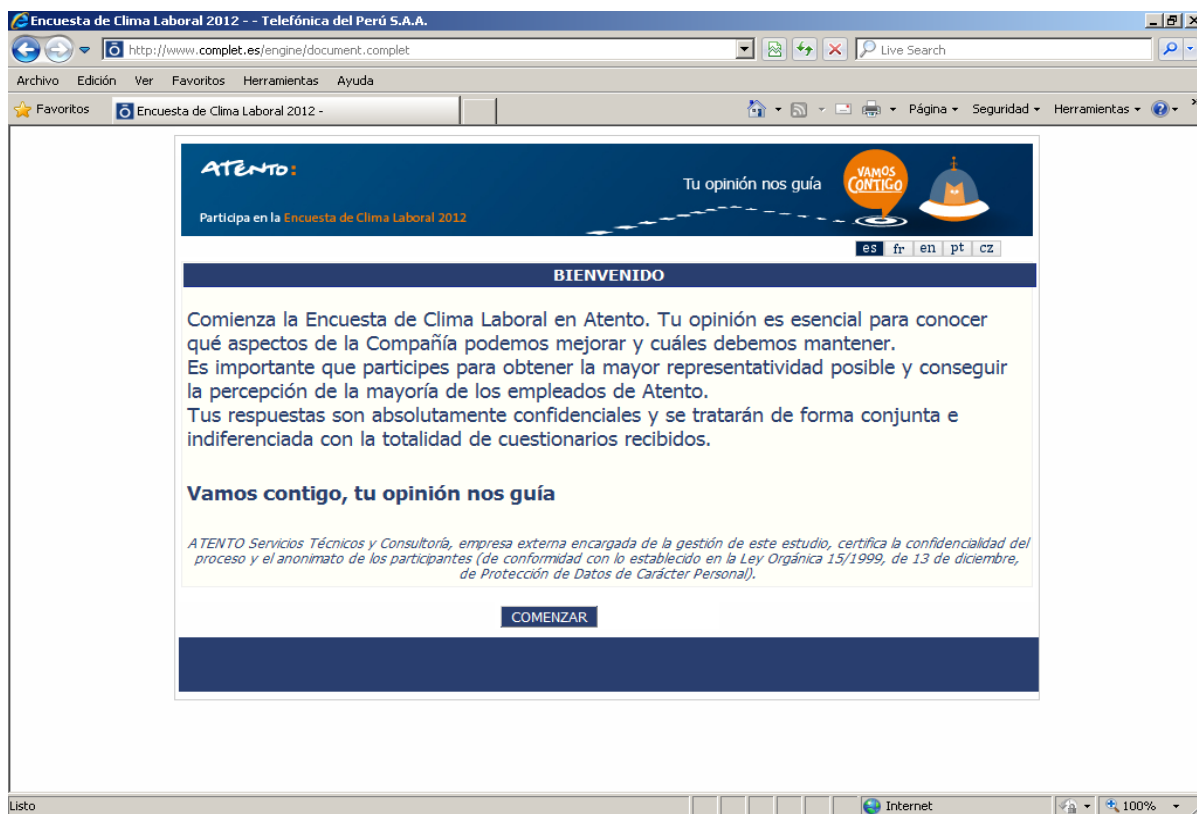 Encuesta de Clima Laboral 2012 - - Telefónica del Perú S.A.A.
http://www.complet.es/engine/document.complet
Live Search
Archivo Edición Ver Favoritos Herramientas Ayuda
Favoritos Encuesta de Clima Laboral 2012 - Página Seguridad Herramientas
ATENTO:
Tu opinión nos guía
VAMOS
CONTIGO
Participa en la Encuesta de Clima Laboral 2012
es fr en pt cz
BIENVENIDO
Comienza la Encuesta de Clima Laboral en Atento. Tu opinión es esencial para conocer
qué aspectos de la Compañía podemos mejorar y cuáles debemos mantener.
Es importante que participes para obtener la mayor representatividad posible y conseguir
la percepción de la mayoría de los empleados de Atento.
Tus respuestas son absolutamente confidenciales y se tratarán de forma conjunta e
indiferenciada con la totalidad de cuestionarios recibidos.
Vamos contigo, tu opinión nos guía
ATENTO Servicios Técnicos y Consultoría, empresa externa encargada de la gestión de este estudio, certifica la confidencialidad del
proceso y el anonimato de los participantes (de conformidad con lo establecido en la Ley Orgánica 15/1999, de 13 de diciembre,
de Protección de Datos de Carácter Personal).
COMENZAR
Listo Internet 100%